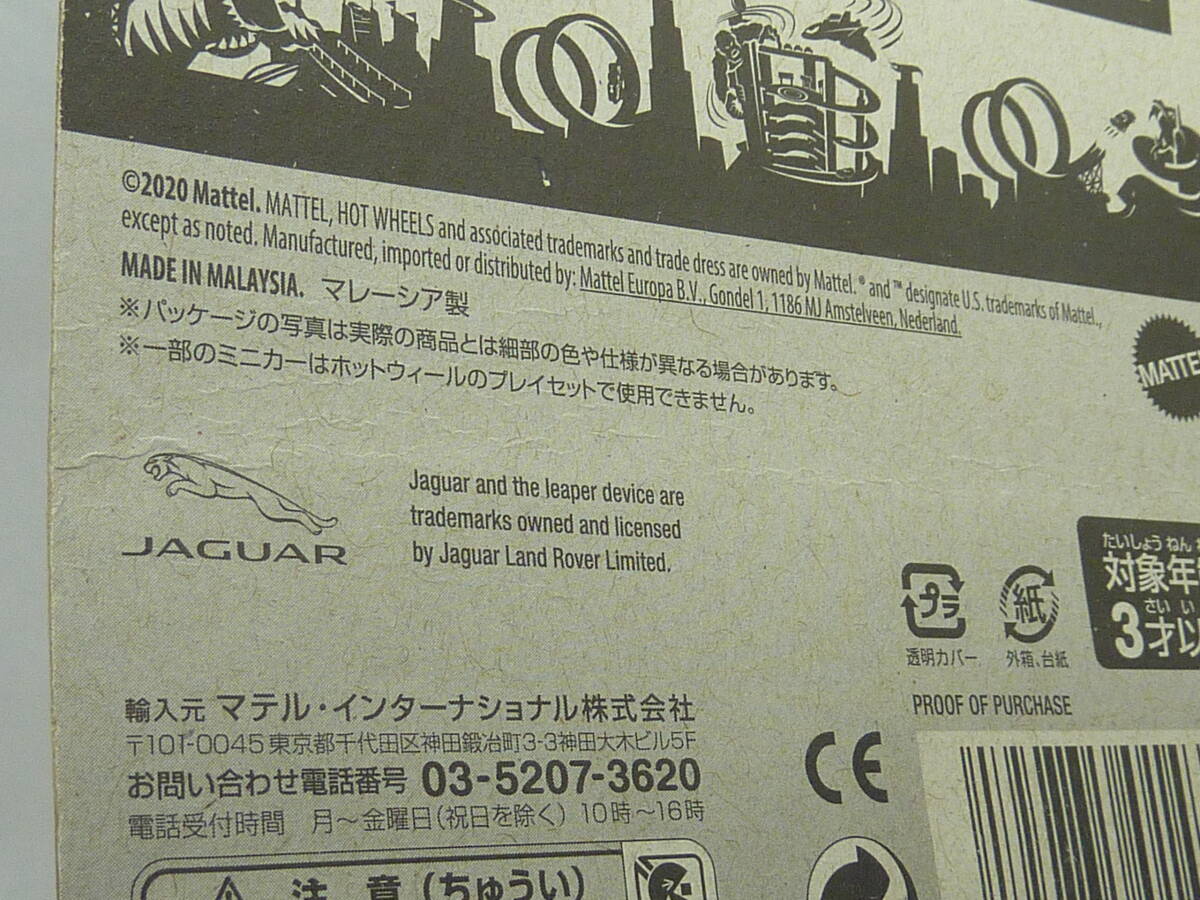 ©2020 Mattel. MATTEL, HOT WHEELS and associated trademarks and trade dress are owned by Mattel.® and ™ designate U.S. trademarks of Mattel.,
except as noted. Manufactured, imported or distributed by: Mattel Europa B.V., Gondel 1, 1186 MJ Amstelveen, Nederland.
MADE IN MALAYSIA. マレーシア製
※パッケージの写真は実際の商品とは細部の色や仕様が異なる場合があります。
※一部のミニカーはホットウィールのプレイセットで使用できません。
MATTE
JAGUAR
Jaguar and the leaper device are
trademarks owned and licensed
by Jaguar Land Rover Limited.
たいしょう ねん
対象年
さい い
3才以
プラ
紙
透明カバー
外箱、台紙
PROOF OF PURCHASE
輸入元 マテル・インターナショナル株式会社
〒101-0045 東京都千代田区神田鍛冶町3-3神田大木ビル5F
お問い合わせ電話番号 03-5207-3620
電話受付時間 月～金曜日(祝日を除く) 10時～16時
CE
注 意 (ちゅうい)